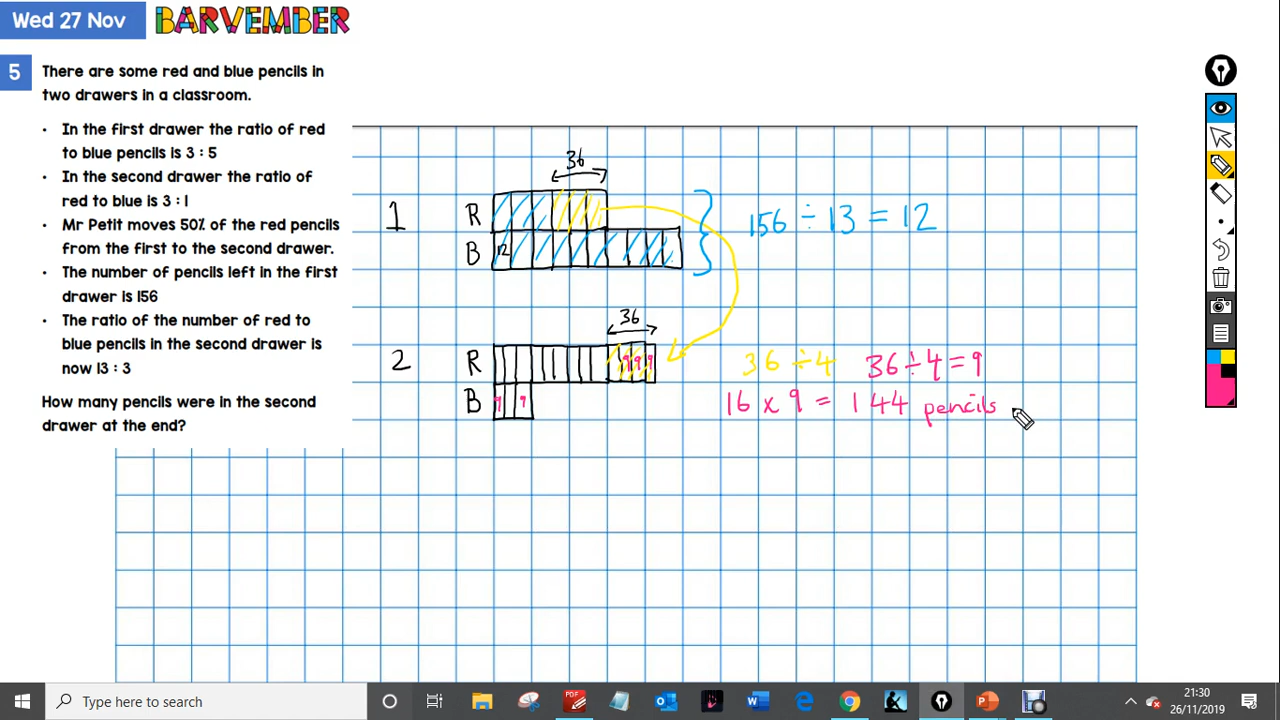 Wed 27 Nov
BARVEMBER
5
There are some red and blue pencils in
two drawers in a classroom.
• In the first drawer the ratio of red
to blue pencils is 3 : 5
• In the second drawer the ratio of
red to blue is 3 : 1
• Mr Petit moves 50% of the red pencils
from the first to the second drawer.
• The number of pencils left in the first
drawer is 156
• The ratio of the number of red to
blue pencils in the second drawer is
now 13 : 3
How many pencils were in the second
drawer at the end?
36
1
R
B
12
156 ÷ 13 = 12
36
2
R
9 9 9
B
9 9
36 ÷ 4
36 ÷ 4 = 9
16 x 9 = 144 pencils
Type here to search
21:30
26/11/2019